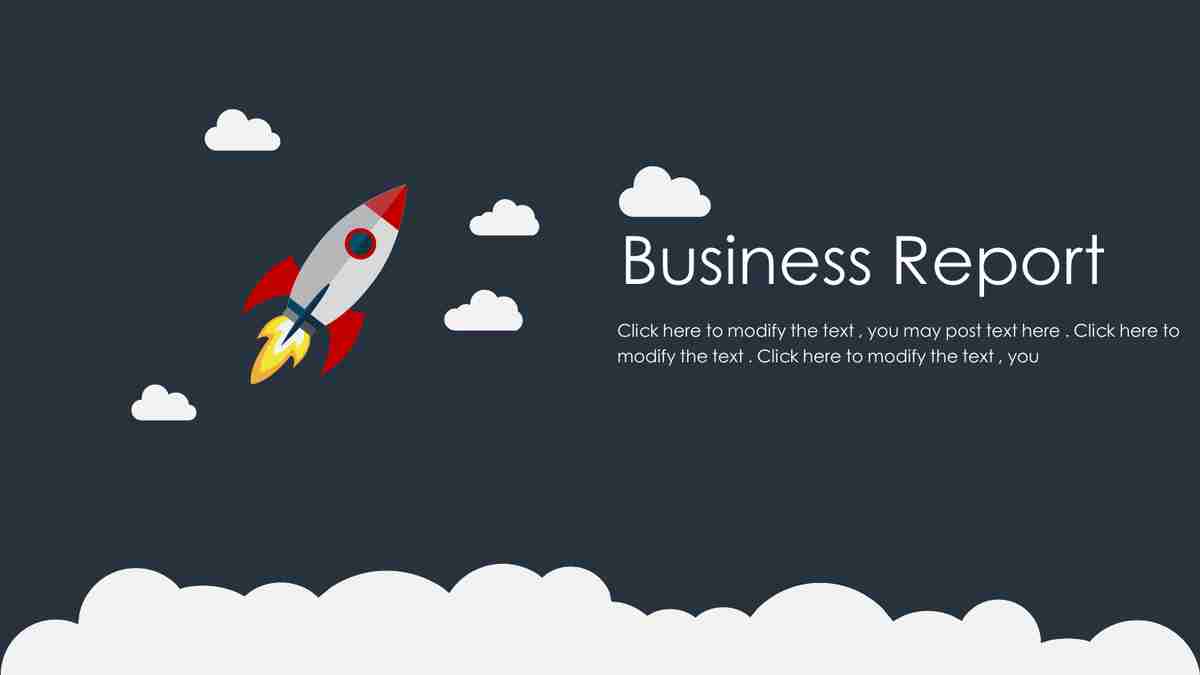 Business Report
Click here to modify the text , you may post text here . Click here to
modify the text . Click here to modify the text , you